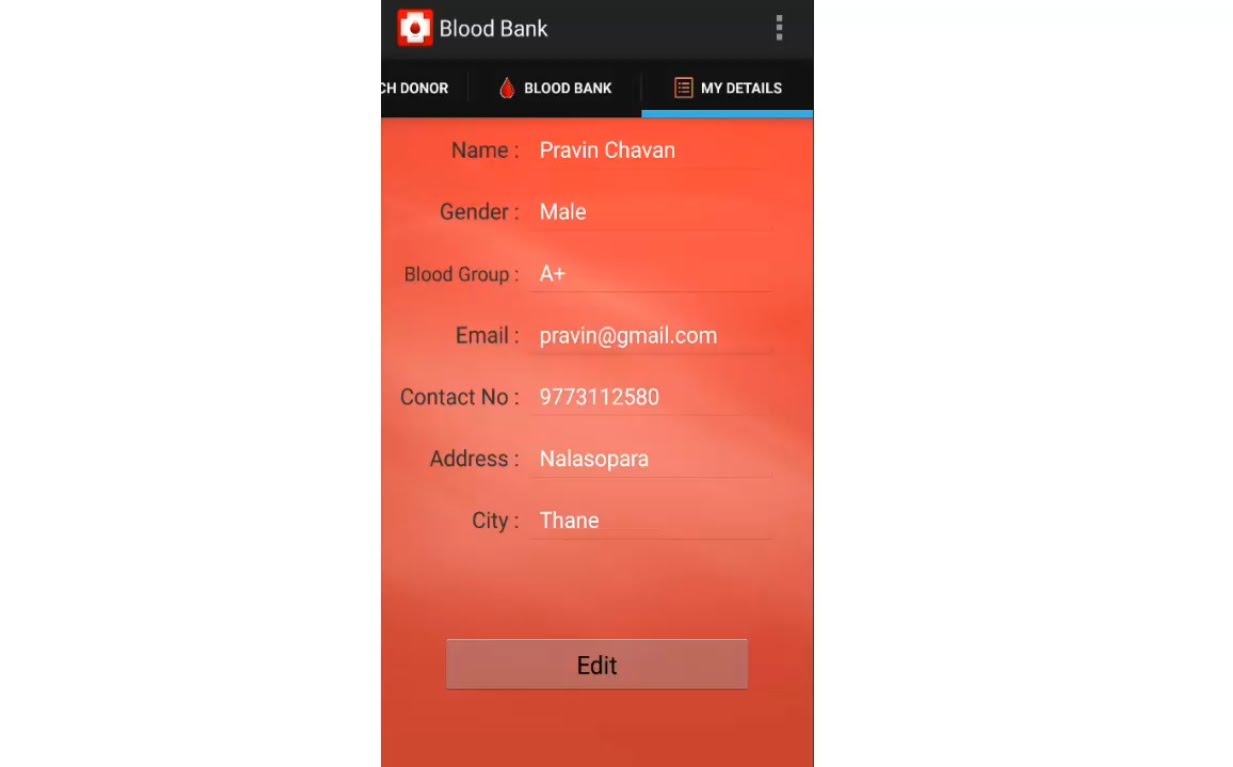 Blood Bank
CH DONOR BLOOD BANK MY DETAILS
Name : Pravin Chavan
Gender : Male
Blood Group : A+
Email : pravin@gmail.com
Contact No : 9773112580
Address : Nalasopara
City : Thane
Edit